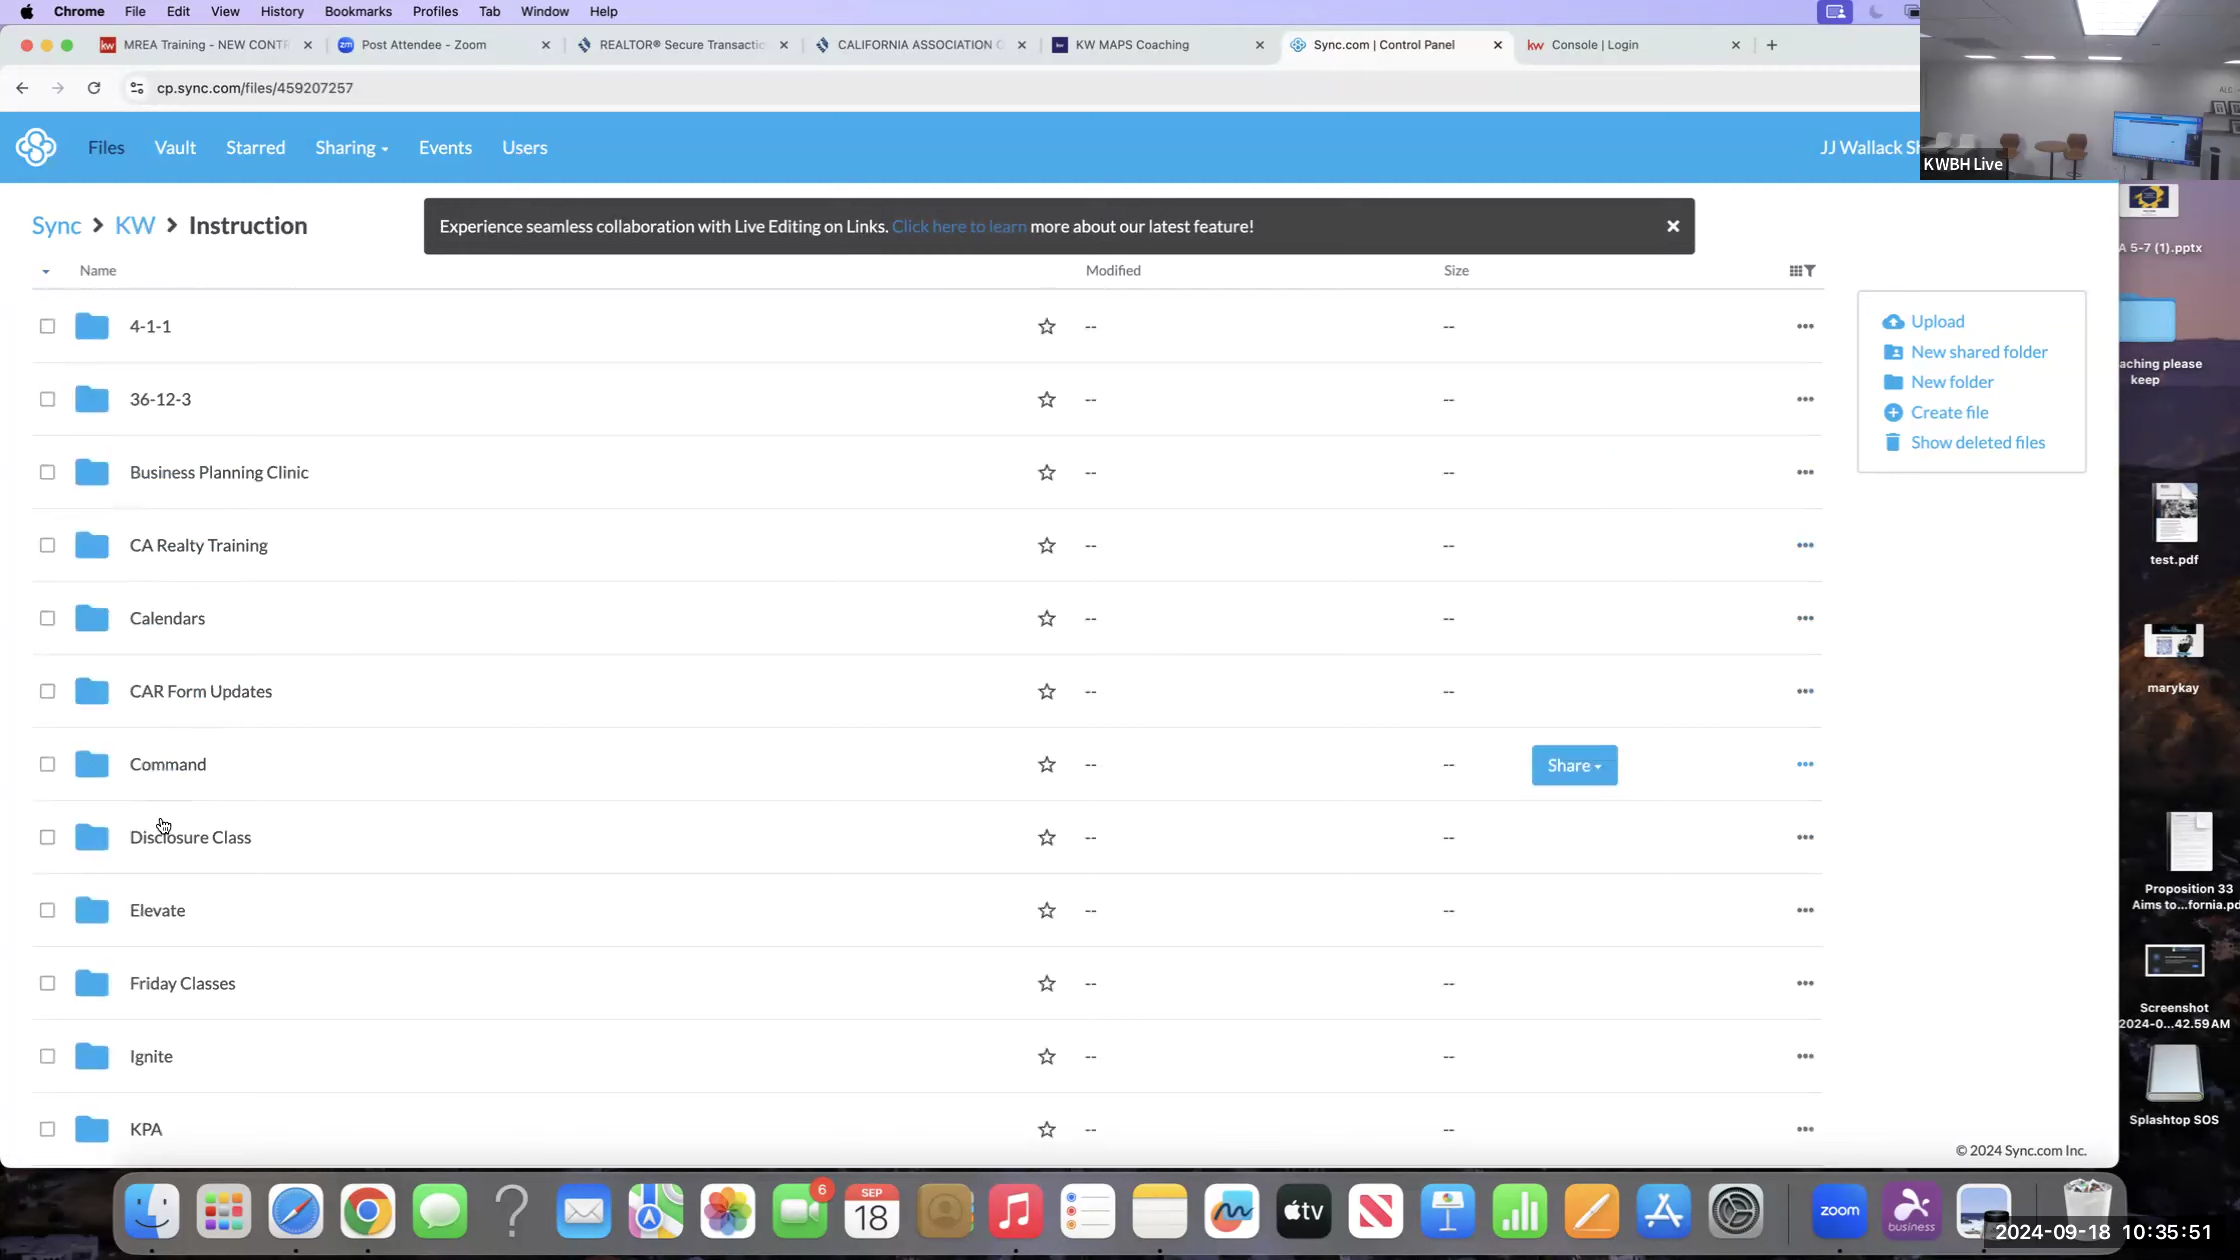 Chrome File Edit View History Bookmarks Profiles Tab Window Help
MREA Training - NEW CONTR
Post Attendee - Zoom
REALTOR® Secure Transactio
CALIFORNIA ASSOCIATION O
KW MAPS Coaching
Sync.com | Control Panel
Console | Login
cp.sync.com/files/459207257
Files Vault Starred Sharing Events Users
JJ Wallack Sh
KWBH Live
Sync > KW > Instruction
Experience seamless collaboration with Live Editing on Links. Click here to learn more about our latest feature!
Name Modified Size
4-1-1 -- --
36-12-3 -- --
Business Planning Clinic -- --
CA Realty Training -- --
Calendars -- --
CAR Form Updates -- --
Command -- -- Share
Disclosure Class -- --
Elevate -- --
Friday Classes -- --
Ignite -- --
KPA -- --
Upload
New shared folder
New folder
Create file
Show deleted files
© 2024 Sync.com Inc.
A 5-7 (1).pptx
aching please
keep
test.pdf
marykay
Proposition 33
Aims to...fornia.pd
Screenshot
2024-0...42.59 AM
Splashtop SOS
6
SEP
18
tv
zoom
business
2024-09-18 10:35:51